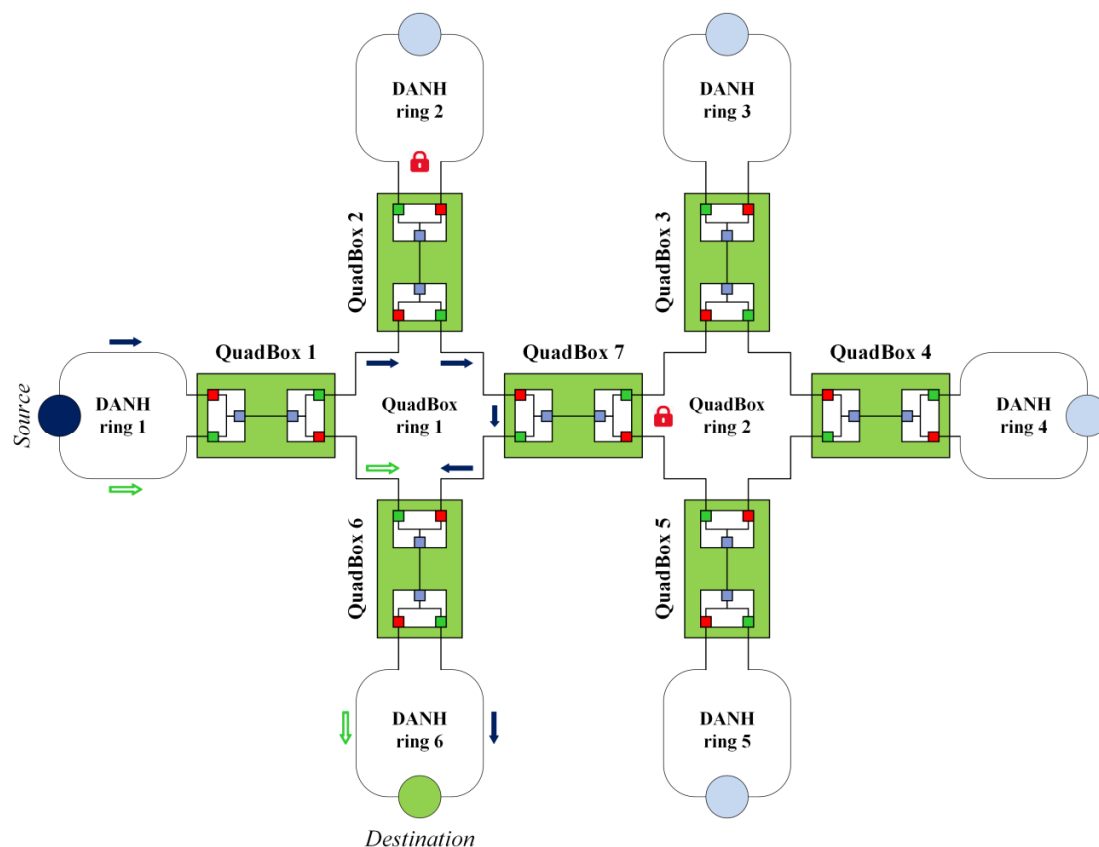 DANH
ring 2
DANH
ring 3
QuadBox 2
QuadBox 3
QuadBox 1
QuadBox 7
QuadBox 4
Source
DANH
ring 1
QuadBox
ring 1
QuadBox
ring 2
DANH
ring 4
QuadBox 6
QuadBox 5
DANH
ring 6
DANH
ring 5
Destination